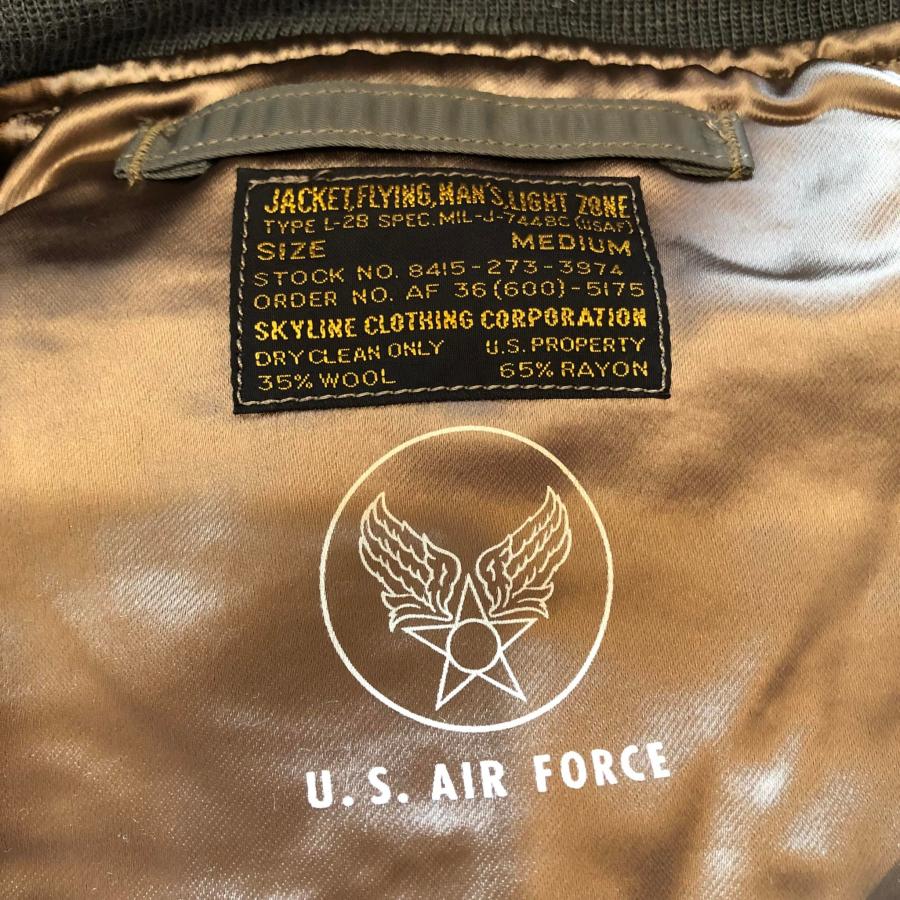 JACKET,FLYING,MAN'S,LIGHT ZONE
TYPE L-2B SPEC. MIL-J-7448C (USAF)
SIZE MEDIUM
STOCK NO. 8415-273-3974
ORDER NO. AF 36(600)-5175
SKYLINE CLOTHING CORPORATION
DRY CLEAN ONLY U.S. PROPERTY
35% WOOL 65% RAYON
U.S. AIR FORCE